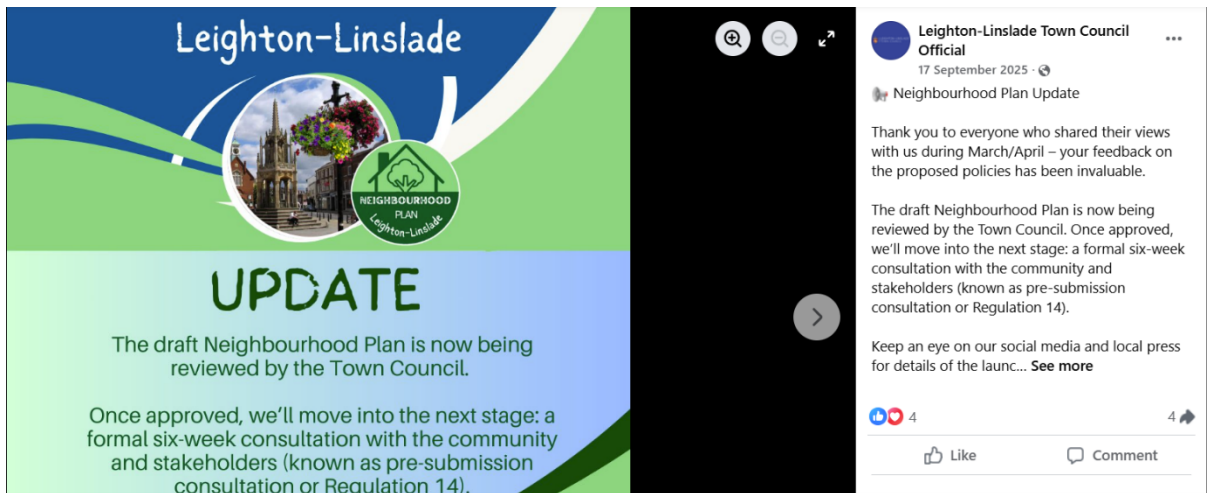 Leighton-Linslade
NEIGHBOURHOOD
PLAN
Leighton-Linslade
UPDATE
The draft Neighbourhood Plan is now being
reviewed by the Town Council.
Once approved, we'll move into the next stage: a
formal six-week consultation with the community
and stakeholders (known as pre-submission
consultation or Regulation 14).
Leighton-Linslade Town Council
Official
17 September 2025 ·
Neighbourhood Plan Update
Thank you to everyone who shared their views
with us during March/April – your feedback on
the proposed policies has been invaluable.
The draft Neighbourhood Plan is now being
reviewed by the Town Council. Once approved,
we'll move into the next stage: a formal six-week
consultation with the community and
stakeholders (known as pre-submission
consultation or Regulation 14).
Keep an eye on our social media and local press
for details of the launc... See more
4
4
Like
Comment